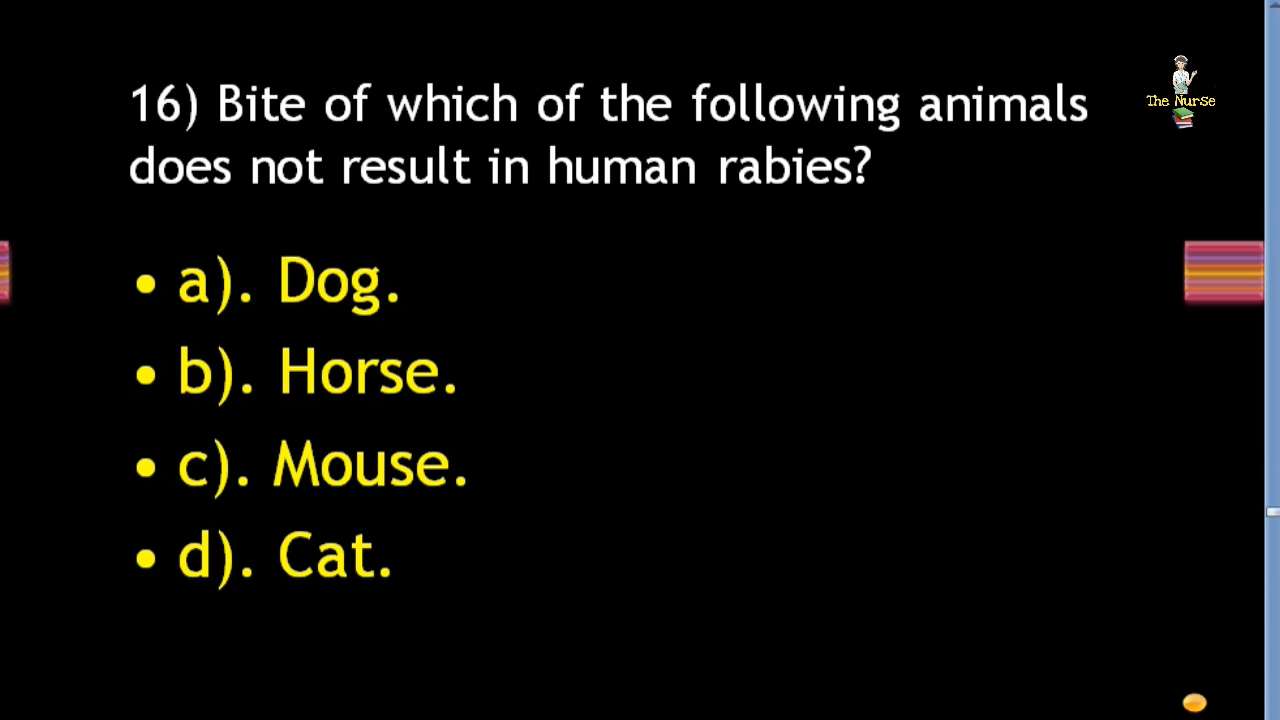 16) Bite of which of the following animals
does not result in human rabies?
The Nurse
• a). Dog.
• b). Horse.
• c). Mouse.
• d). Cat.